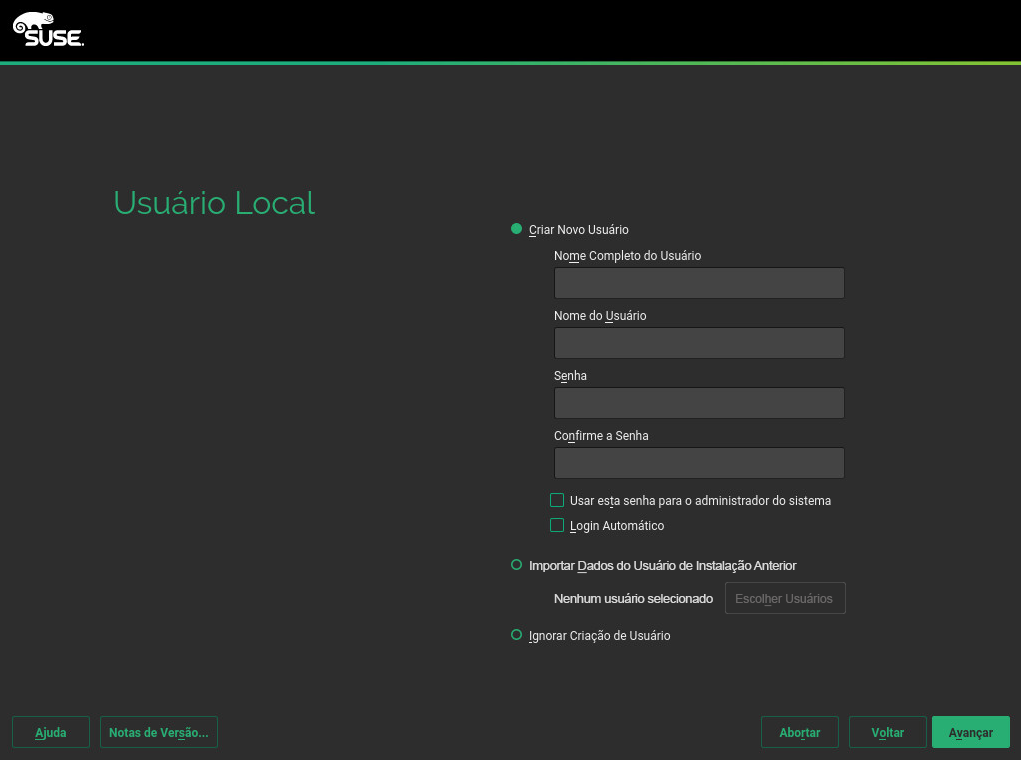 SUSE.
Usuário Local
Criar Novo Usuário
Nome Completo do Usuário
Nome do Usuário
Senha
Confirme a Senha
Usar esta senha para o administrador do sistema
Login Automático
Importar Dados do Usuário de Instalação Anterior
Nenhum usuário selecionado Escolher Usuários
Ignorar Criação de Usuário
Ajuda Notas de Versão... Abortar Voltar Avançar